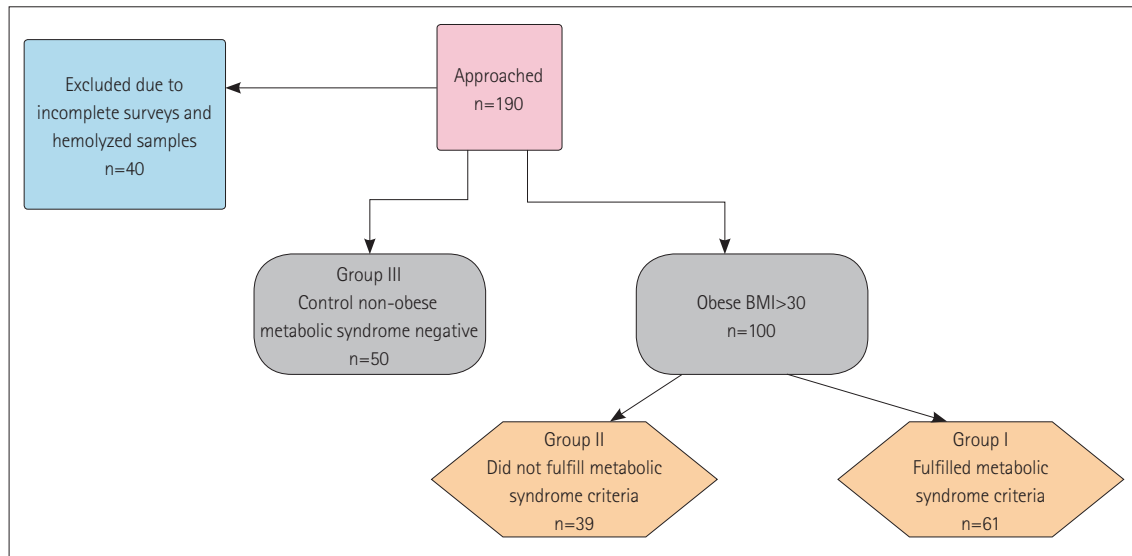 Excluded due to
incomplete surveys and
hemolyzed samples
n=40
Approached
n=190
Group III
Control non-obese
metabolic syndrome negative
n=50
Obese BMI>30
n=100
Group II
Did not fulfill metabolic
syndrome criteria
n=39
Group I
Fulfilled metabolic
syndrome criteria
n=61